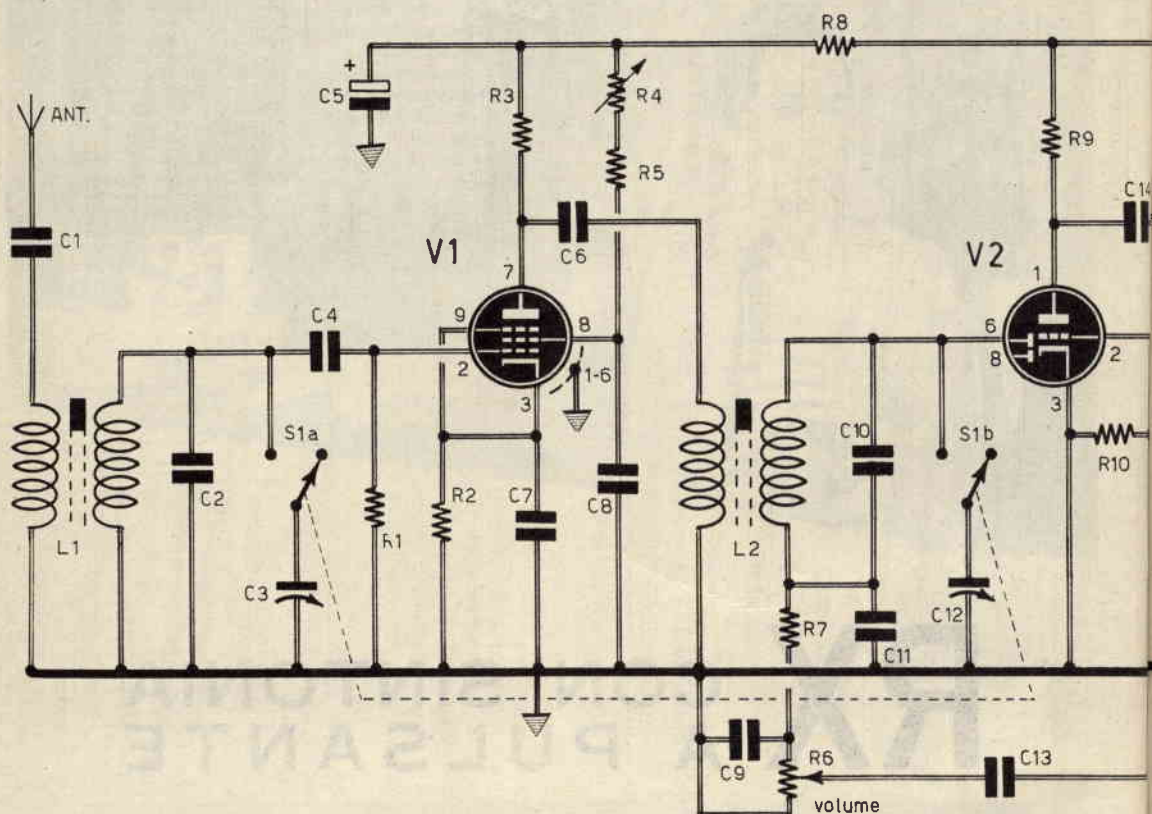 R8
+
C5
R3
R4
ANT.
R9
R5
C14
C1
V1
C6
V2
7
1
9
8
6
C4
2
8
2
1-6
3
3
S1a
C10
S1b
R10
C2
R2
C7
C8
R1
L1
L2
C3
R7
C12
C11
C9
R6
C13
volume